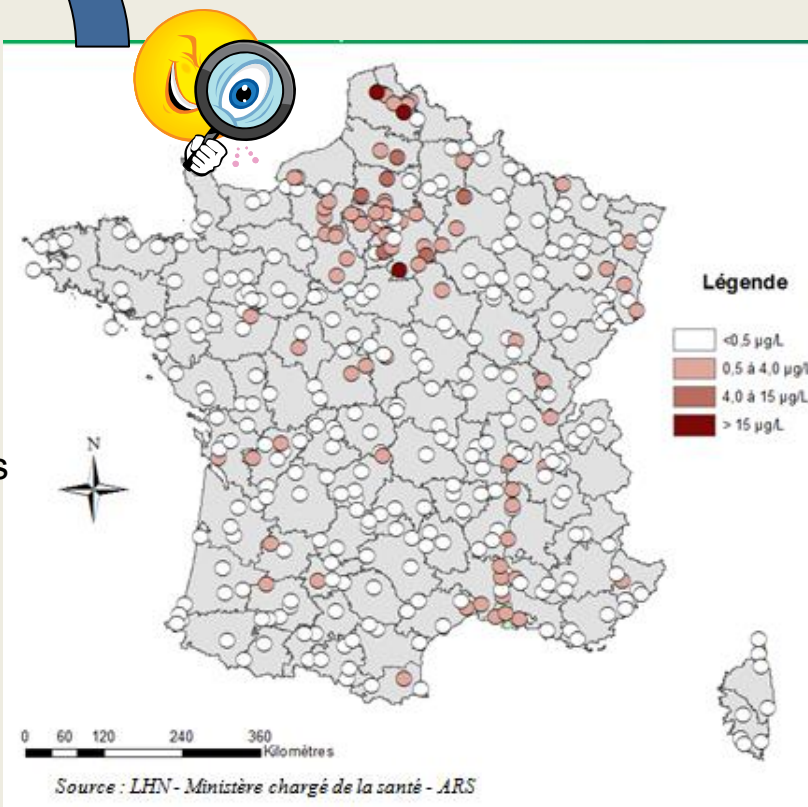 Légende
<0,5 µg/L
0,5 à 4,0 µg/l
4,0 à 15 µg/L
> 15 µg/L
s
N
0 60 120 240 360
Kilomètres
Source : LHN - Ministère chargé de la santé - ARS